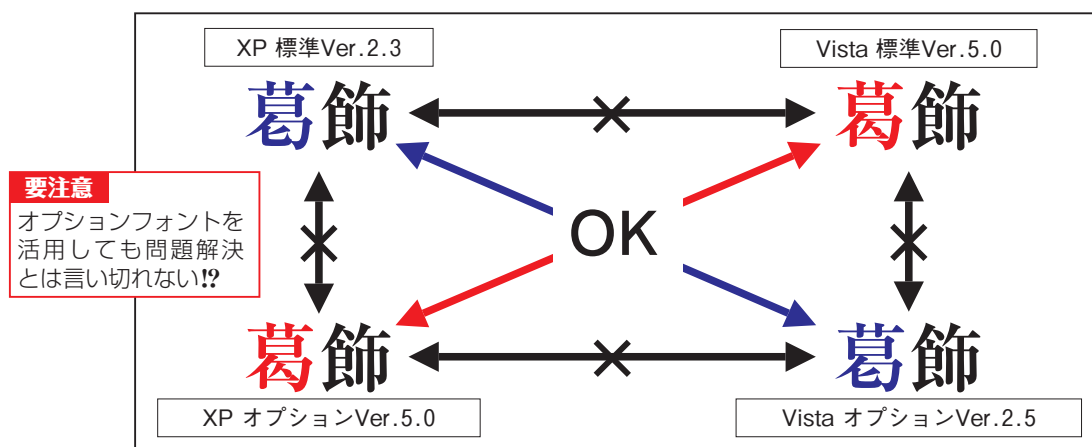 XP 標準Ver.2.3
Vista 標準Ver.5.0
葛飾
葛飾
要注意
オプションフォントを
活用しても問題解決
とは言い切れない!?
OK
葛飾
葛飾
XP オプションVer.5.0
Vista オプションVer.2.5